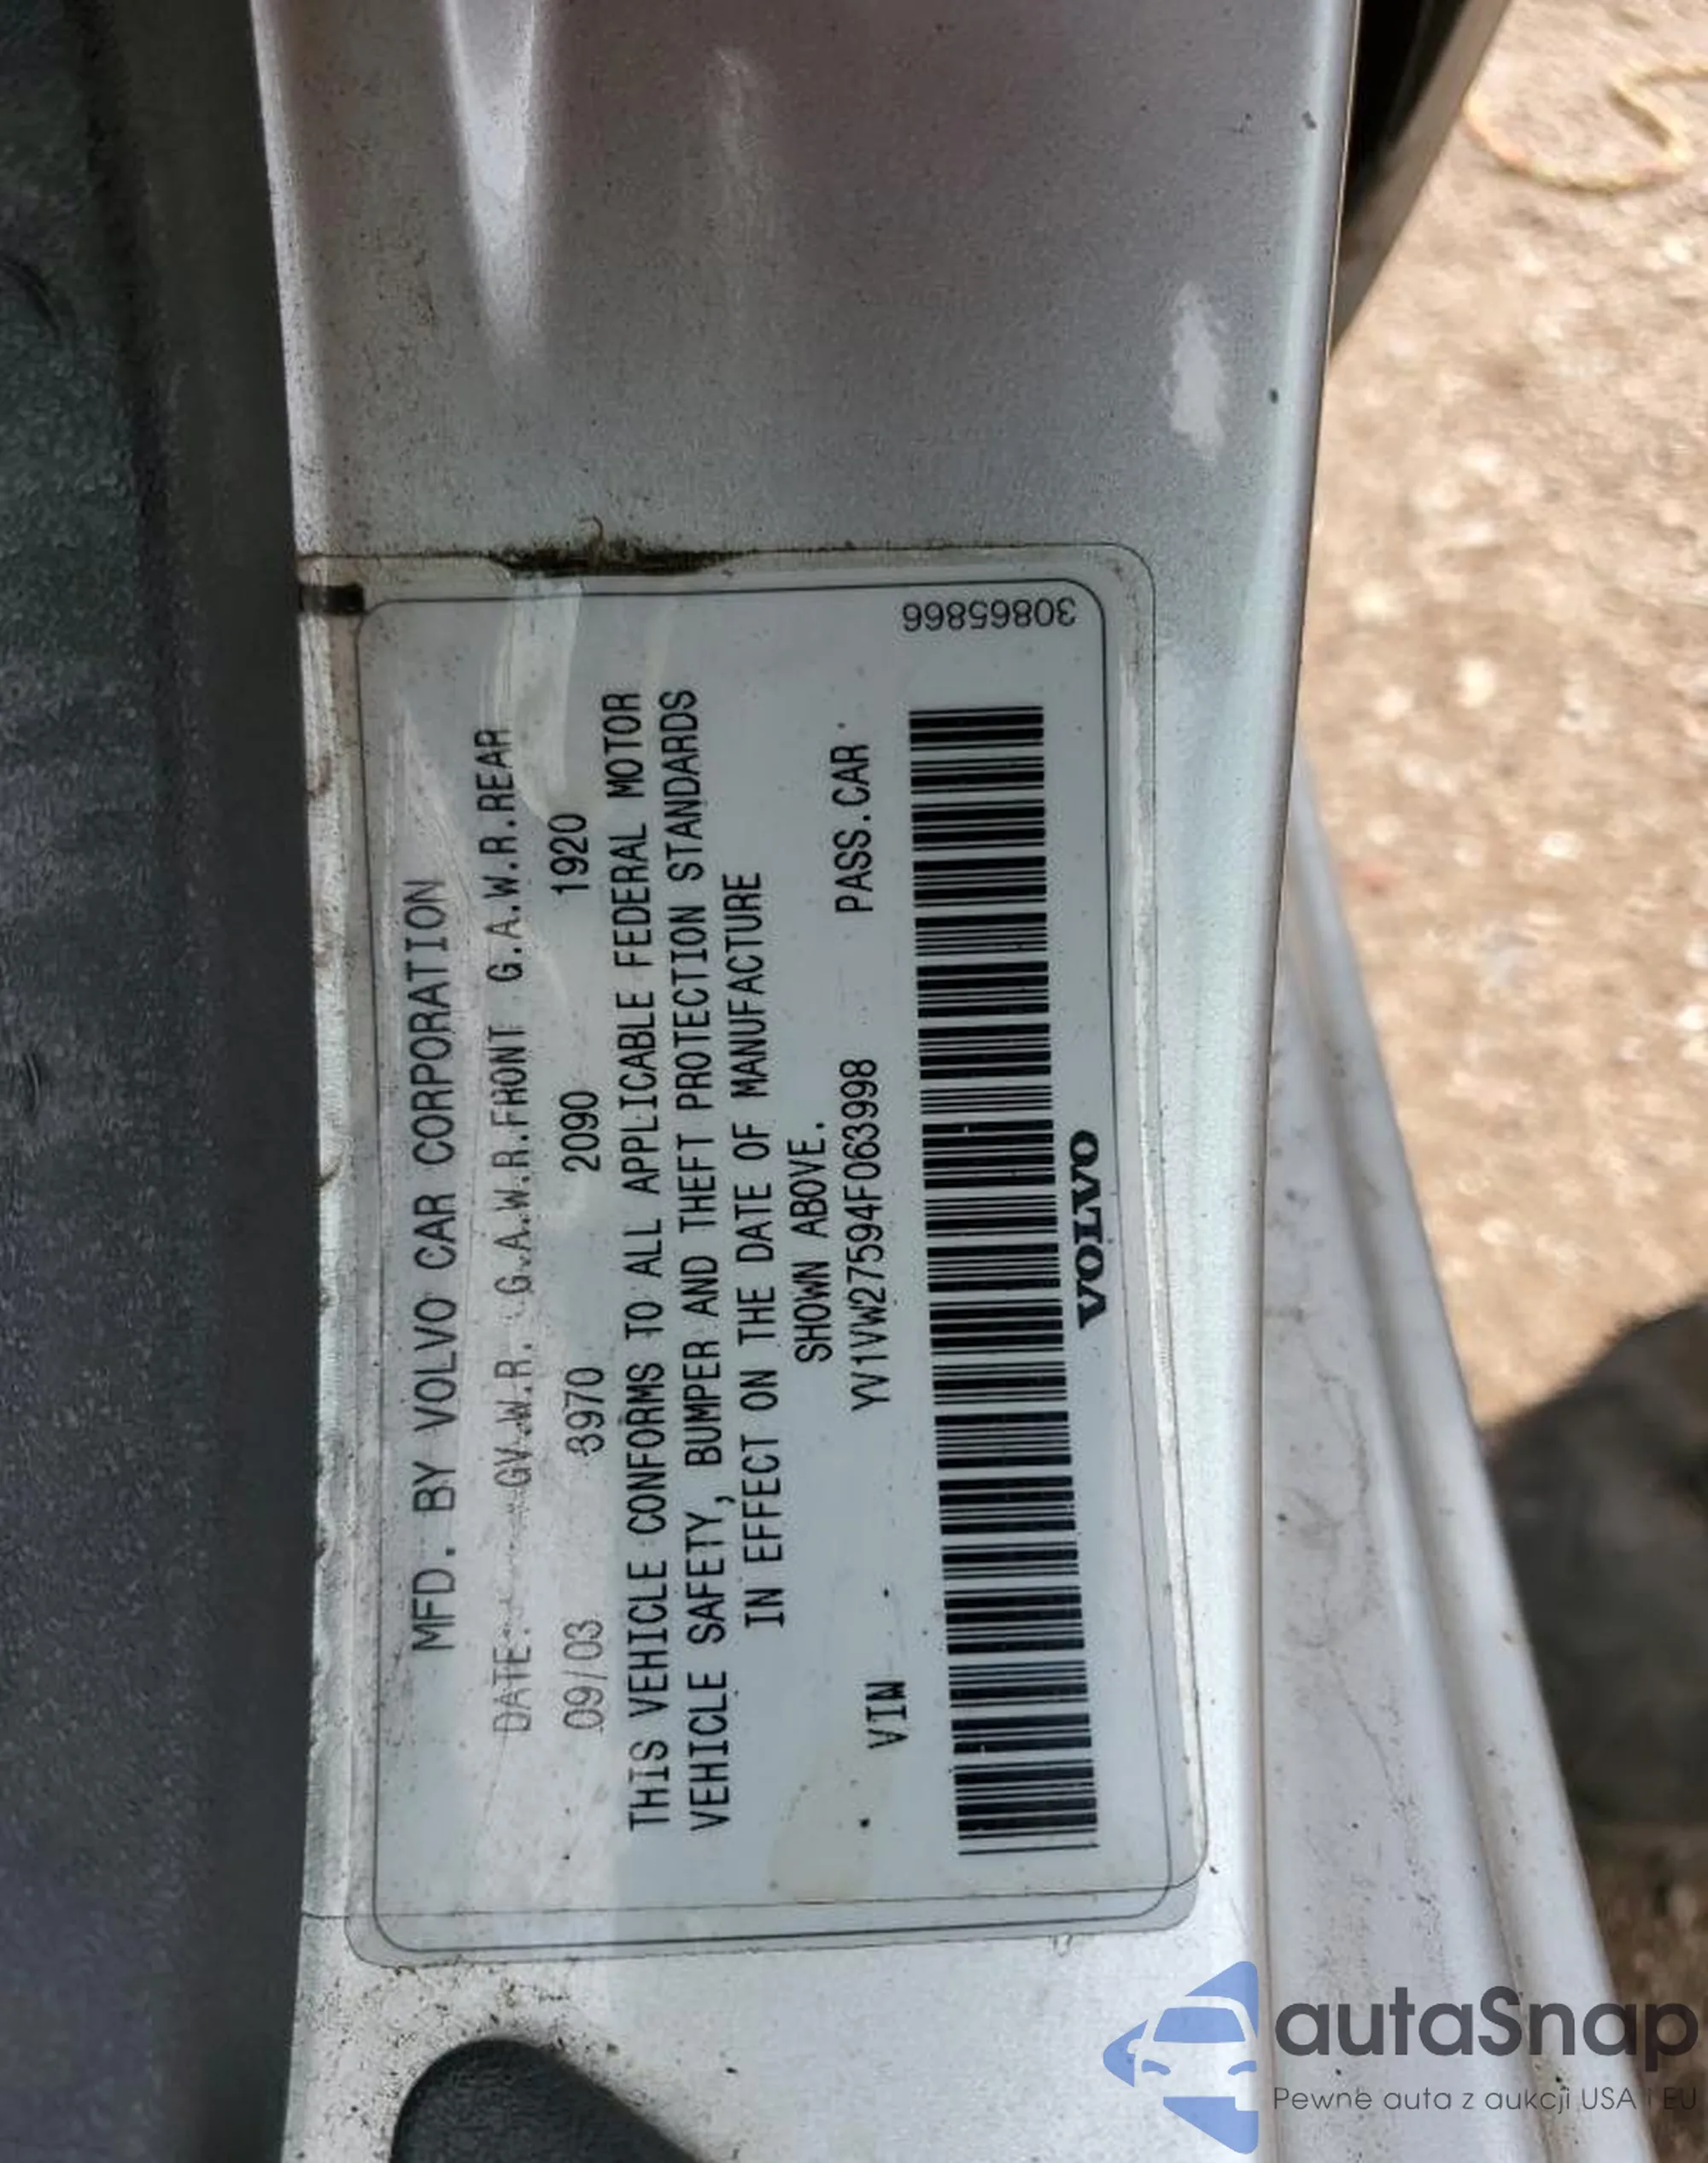 MFD. BY VOLVO CAR CORPORATION
DATE: GV.W.R. G.A.W.R.FRONT G.A.W.R.REAR
09/03 3970 2090 1920
THIS VEHICLE CONFORMS TO ALL APPLICABLE FEDERAL MOTOR
VEHICLE SAFETY, BUMPER AND THEFT PROTECTION STANDARDS
IN EFFECT ON THE DATE OF MANUFACTURE
SHOWN ABOVE.
VIN YV1VW27594F063998 PASS.CAR
VOLVO
30865866
autaSnap
Pewne auta z aukcji USA i EU